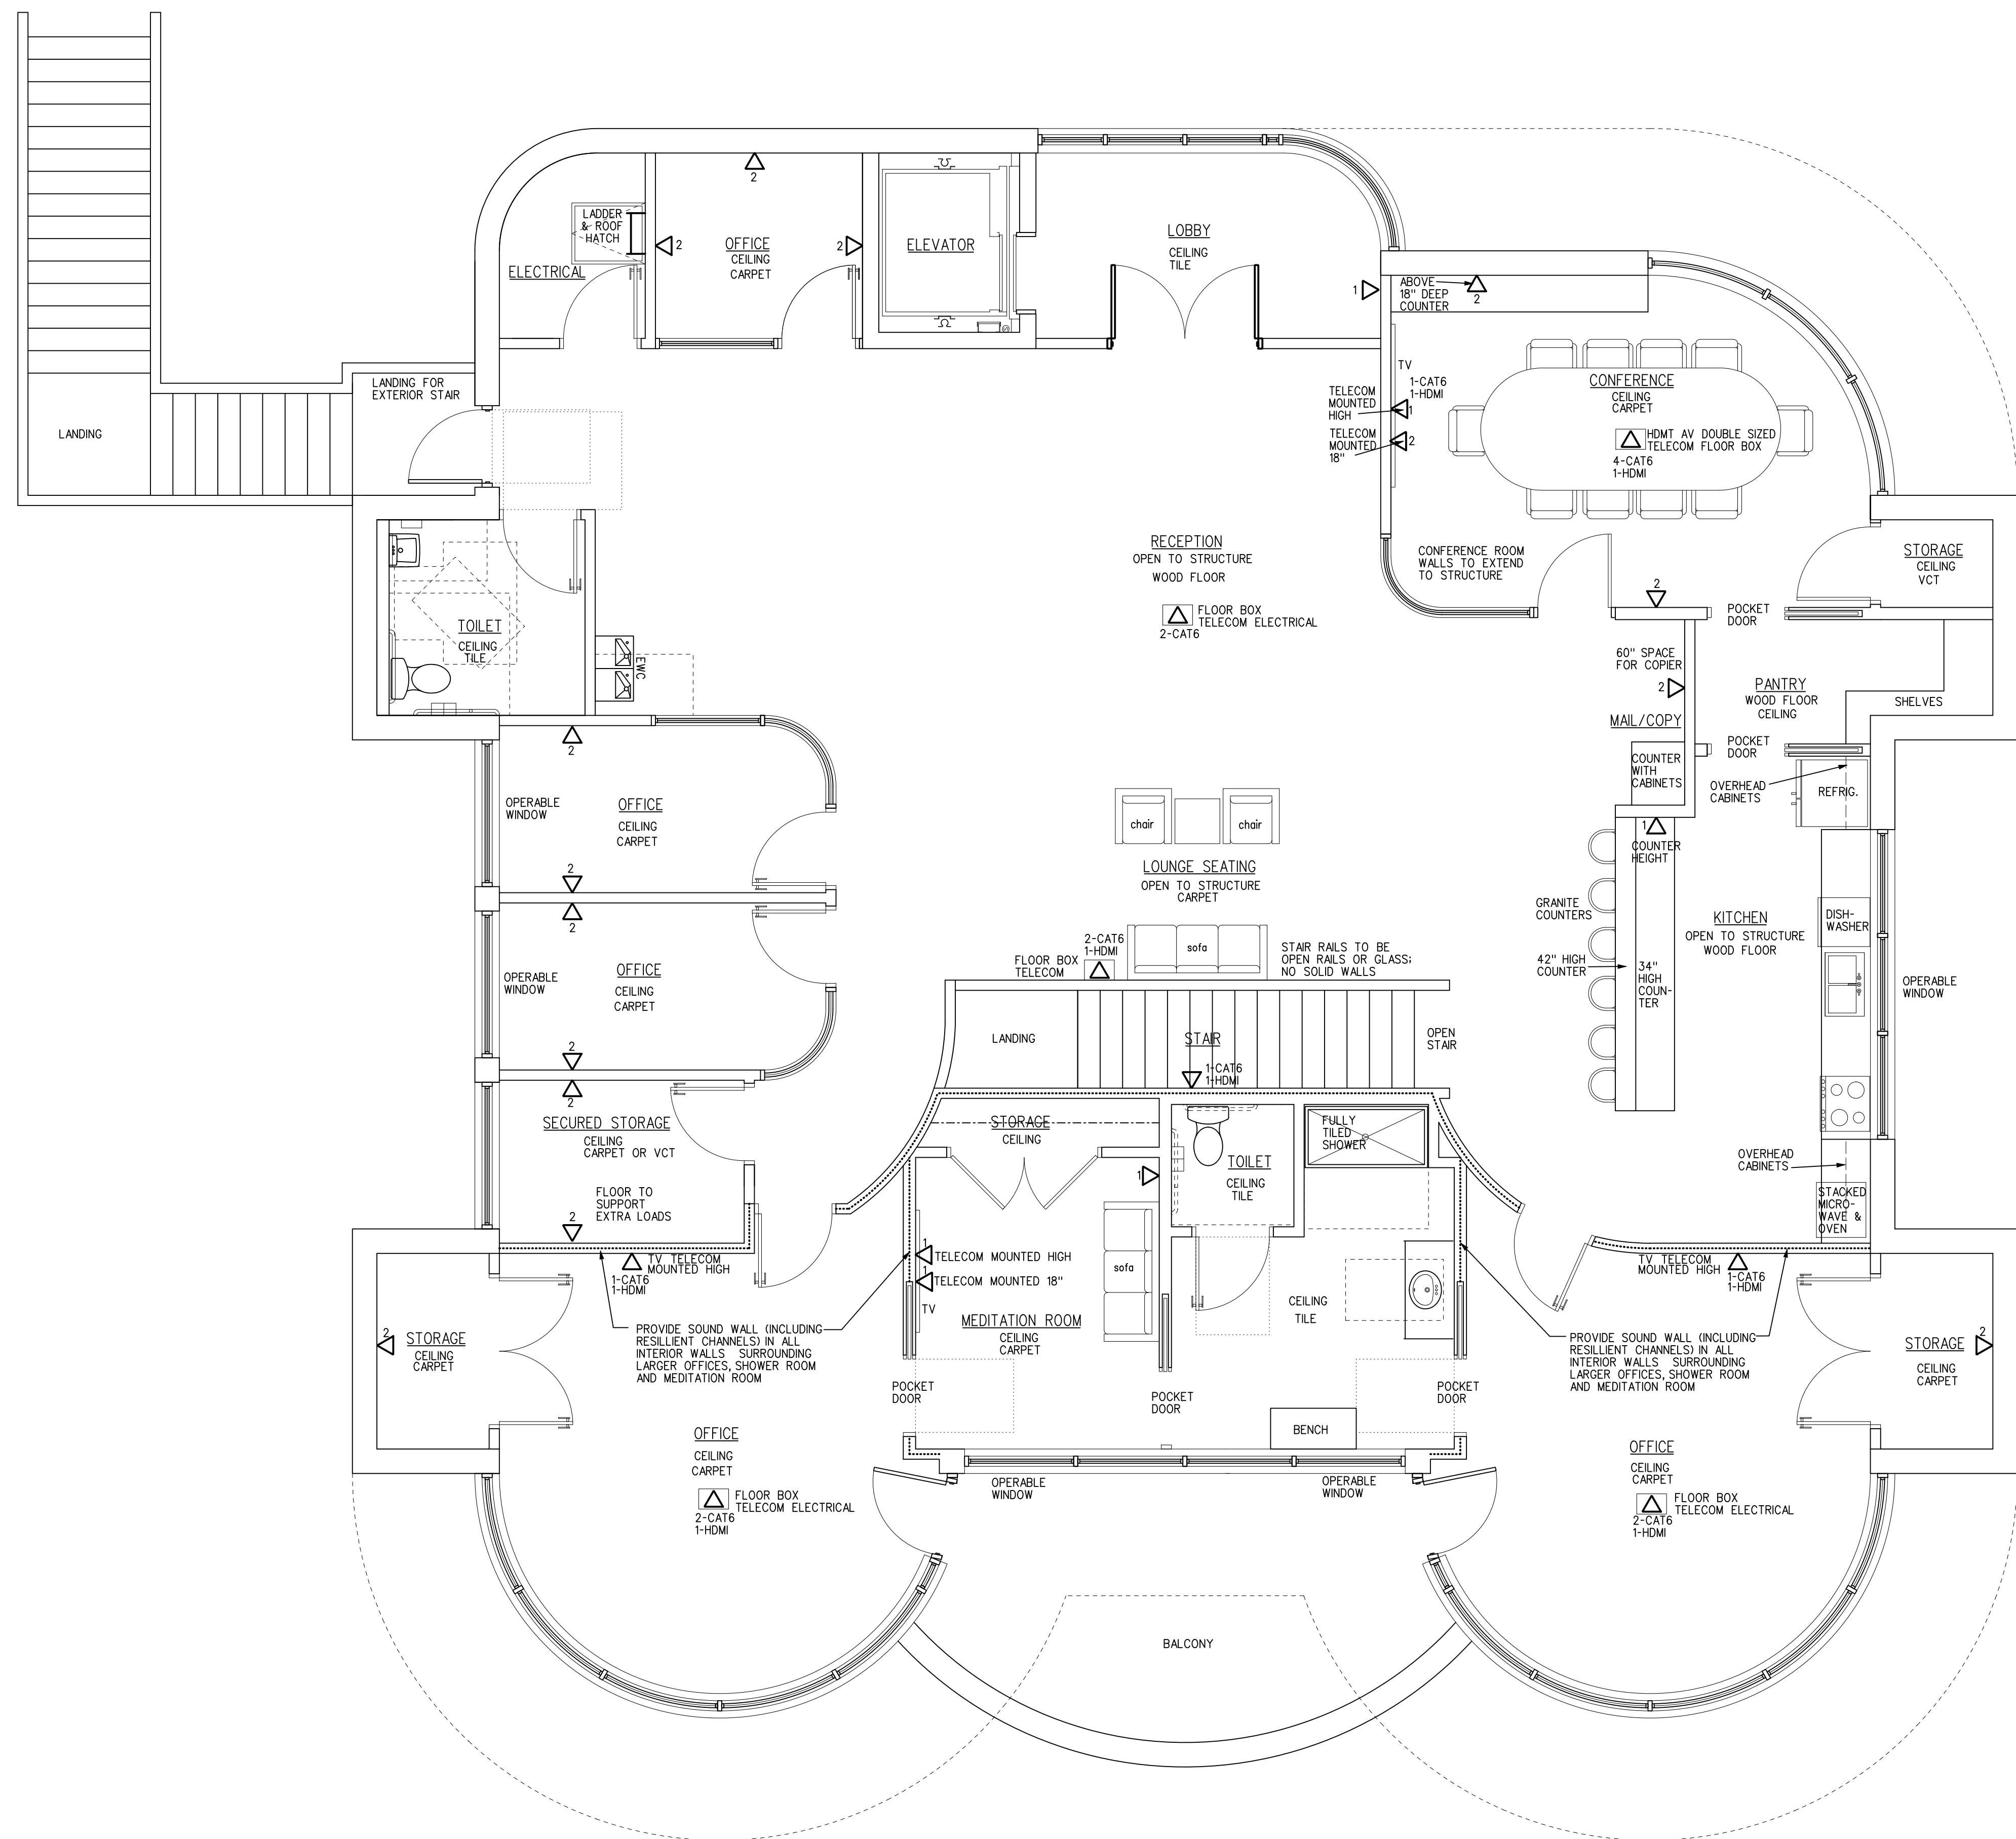 LADDER
& ROOF
HATCH
ELECTRICAL
2
2
OFFICE
CEILING
CARPET
2
ELEVATOR
LOBBY
CEILING
TILE
1
ABOVE
18" DEEP
COUNTER
2
LANDING FOR
EXTERIOR STAIR
LANDING
TV
1-CAT6
1-HDMI
TELECOM
MOUNTED
HIGH
1
TELECOM
MOUNTED
18"
2
CONFERENCE
CEILING
CARPET
HDMT AV DOUBLE SIZED
TELECOM FLOOR BOX
4-CAT6
1-HDMI
CONFERENCE ROOM
WALLS TO EXTEND
TO STRUCTURE
STORAGE
CEILING
VCT
RECEPTION
OPEN TO STRUCTURE
WOOD FLOOR
FLOOR BOX
TELECOM ELECTRICAL
2-CAT6
TOILET
CEILING
TILE
EWC
2
POCKET
DOOR
60" SPACE
FOR COPIER
2
MAIL/COPY
PANTRY
WOOD FLOOR
CEILING
SHELVES
POCKET
DOOR
COUNTER
WITH
CABINETS
OVERHEAD
CABINETS
REFRIG.
2
OPERABLE
WINDOW
OFFICE
CEILING
CARPET
2
chair
chair
LOUNGE SEATING
OPEN TO STRUCTURE
CARPET
1
COUNTER
HEIGHT
GRANITE
COUNTERS
KITCHEN
OPEN TO STRUCTURE
WOOD FLOOR
DISH-
WASHER
42" HIGH
COUNTER
34"
HIGH
COUN-
TER
OPERABLE
WINDOW
2
OPERABLE
WINDOW
OFFICE
CEILING
CARPET
2
2-CAT6
1-HDMI
FLOOR BOX
TELECOM
sofa
STAIR RAILS TO BE
OPEN RAILS OR GLASS;
NO SOLID WALLS
LANDING
STAIR
OPEN
STAIR
1-CAT6
1-HDMI
2
SECURED STORAGE
CEILING
CARPET OR VCT
FLOOR TO
SUPPORT
EXTRA LOADS
2
STORAGE
CEILING
1
TOILET
CEILING
TILE
FULLY
TILED
SHOWER
OVERHEAD
CABINETS
STACKED
MICRO-
WAVE &
OVEN
TV TELECOM
MOUNTED HIGH
1-CAT6
1-HDMI
1
TELECOM MOUNTED HIGH
1
TELECOM MOUNTED 18"
TV
sofa
MEDITATION ROOM
CEILING
CARPET
CEILING
TILE
TV TELECOM
MOUNTED HIGH
1-CAT6
1-HDMI
2
STORAGE
CEILING
CARPET
PROVIDE SOUND WALL (INCLUDING
RESILLIENT CHANNELS) IN ALL
INTERIOR WALLS SURROUNDING
LARGER OFFICES, SHOWER ROOM
AND MEDITATION ROOM
PROVIDE SOUND WALL (INCLUDING
RESILLIENT CHANNELS) IN ALL
INTERIOR WALLS SURROUNDING
LARGER OFFICES, SHOWER ROOM
AND MEDITATION ROOM
2
STORAGE
CEILING
CARPET
POCKET
DOOR
POCKET
DOOR
POCKET
DOOR
BENCH
OFFICE
CEILING
CARPET
FLOOR BOX
TELECOM ELECTRICAL
2-CAT6
1-HDMI
OPERABLE
WINDOW
OPERABLE
WINDOW
OFFICE
CEILING
CARPET
FLOOR BOX
TELECOM ELECTRICAL
2-CAT6
1-HDMI
BALCONY